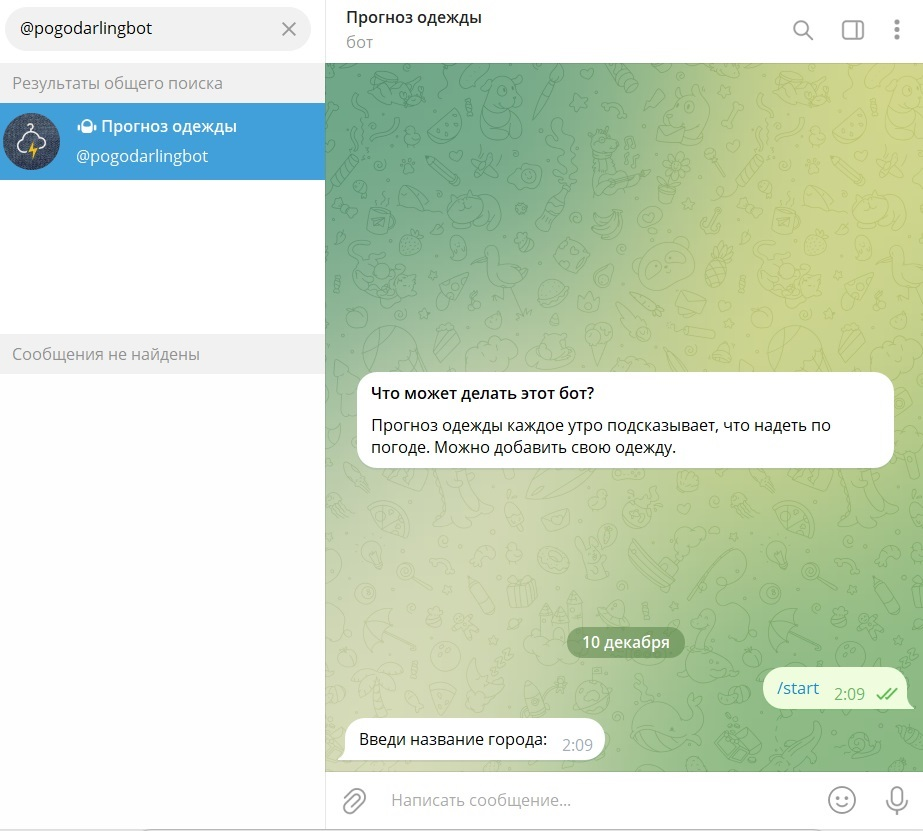 @pogodarlingbot
Результаты общего поиска
Прогноз одежды
@pogodarlingbot
Сообщения не найдены
Прогноз одежды
бот
Что может делать этот бот?
Прогноз одежды каждое утро подсказывает, что надеть по
погоде. Можно добавить свою одежду.
10 декабря
/start 2:09
Введи название города: 2:09
Написать сообщение...